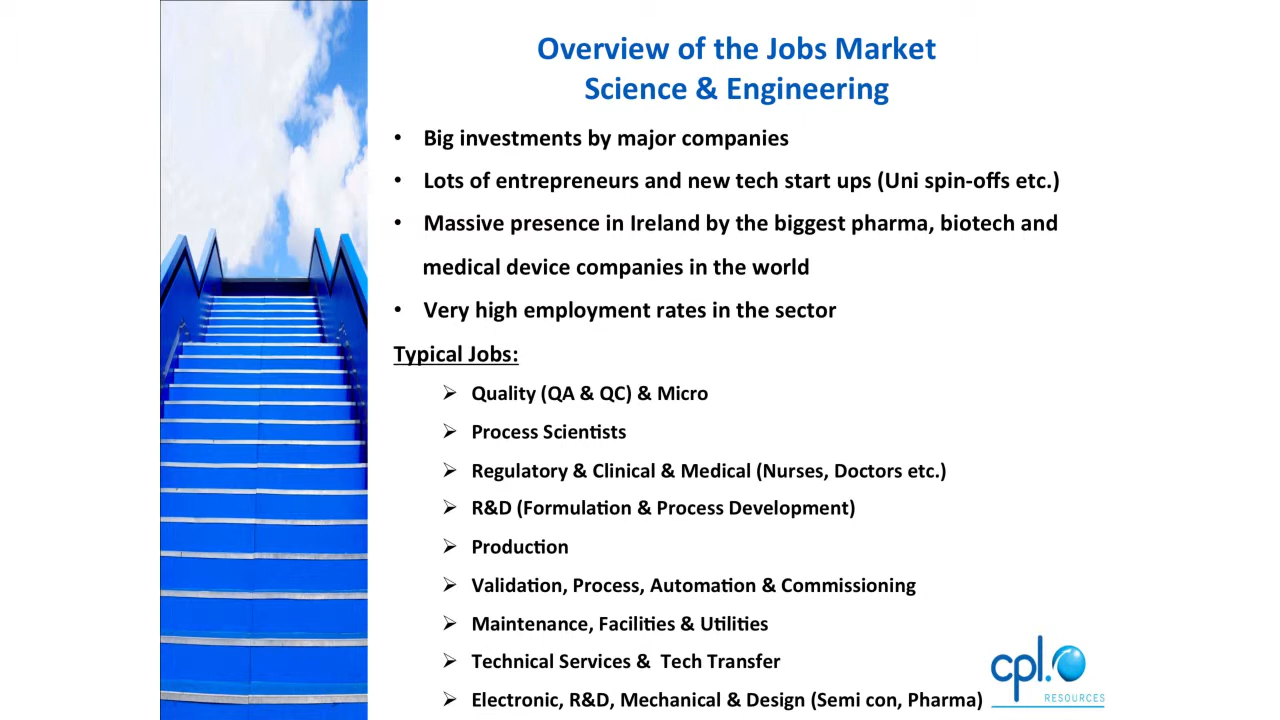 Overview of the Jobs Market
Science & Engineering
• Big investments by major companies
• Lots of entrepreneurs and new tech start ups (Uni spin-offs etc.)
• Massive presence in Ireland by the biggest pharma, biotech and
medical device companies in the world
• Very high employment rates in the sector
Typical Jobs:
➢ Quality (QA & QC) & Micro
➢ Process Scientists
➢ Regulatory & Clinical & Medical (Nurses, Doctors etc.)
➢ R&D (Formulation & Process Development)
➢ Production
➢ Validation, Process, Automation & Commissioning
➢ Maintenance, Facilities & Utilities
➢ Technical Services & Tech Transfer
➢ Electronic, R&D, Mechanical & Design (Semi con, Pharma)
cpl.
RESOURCES